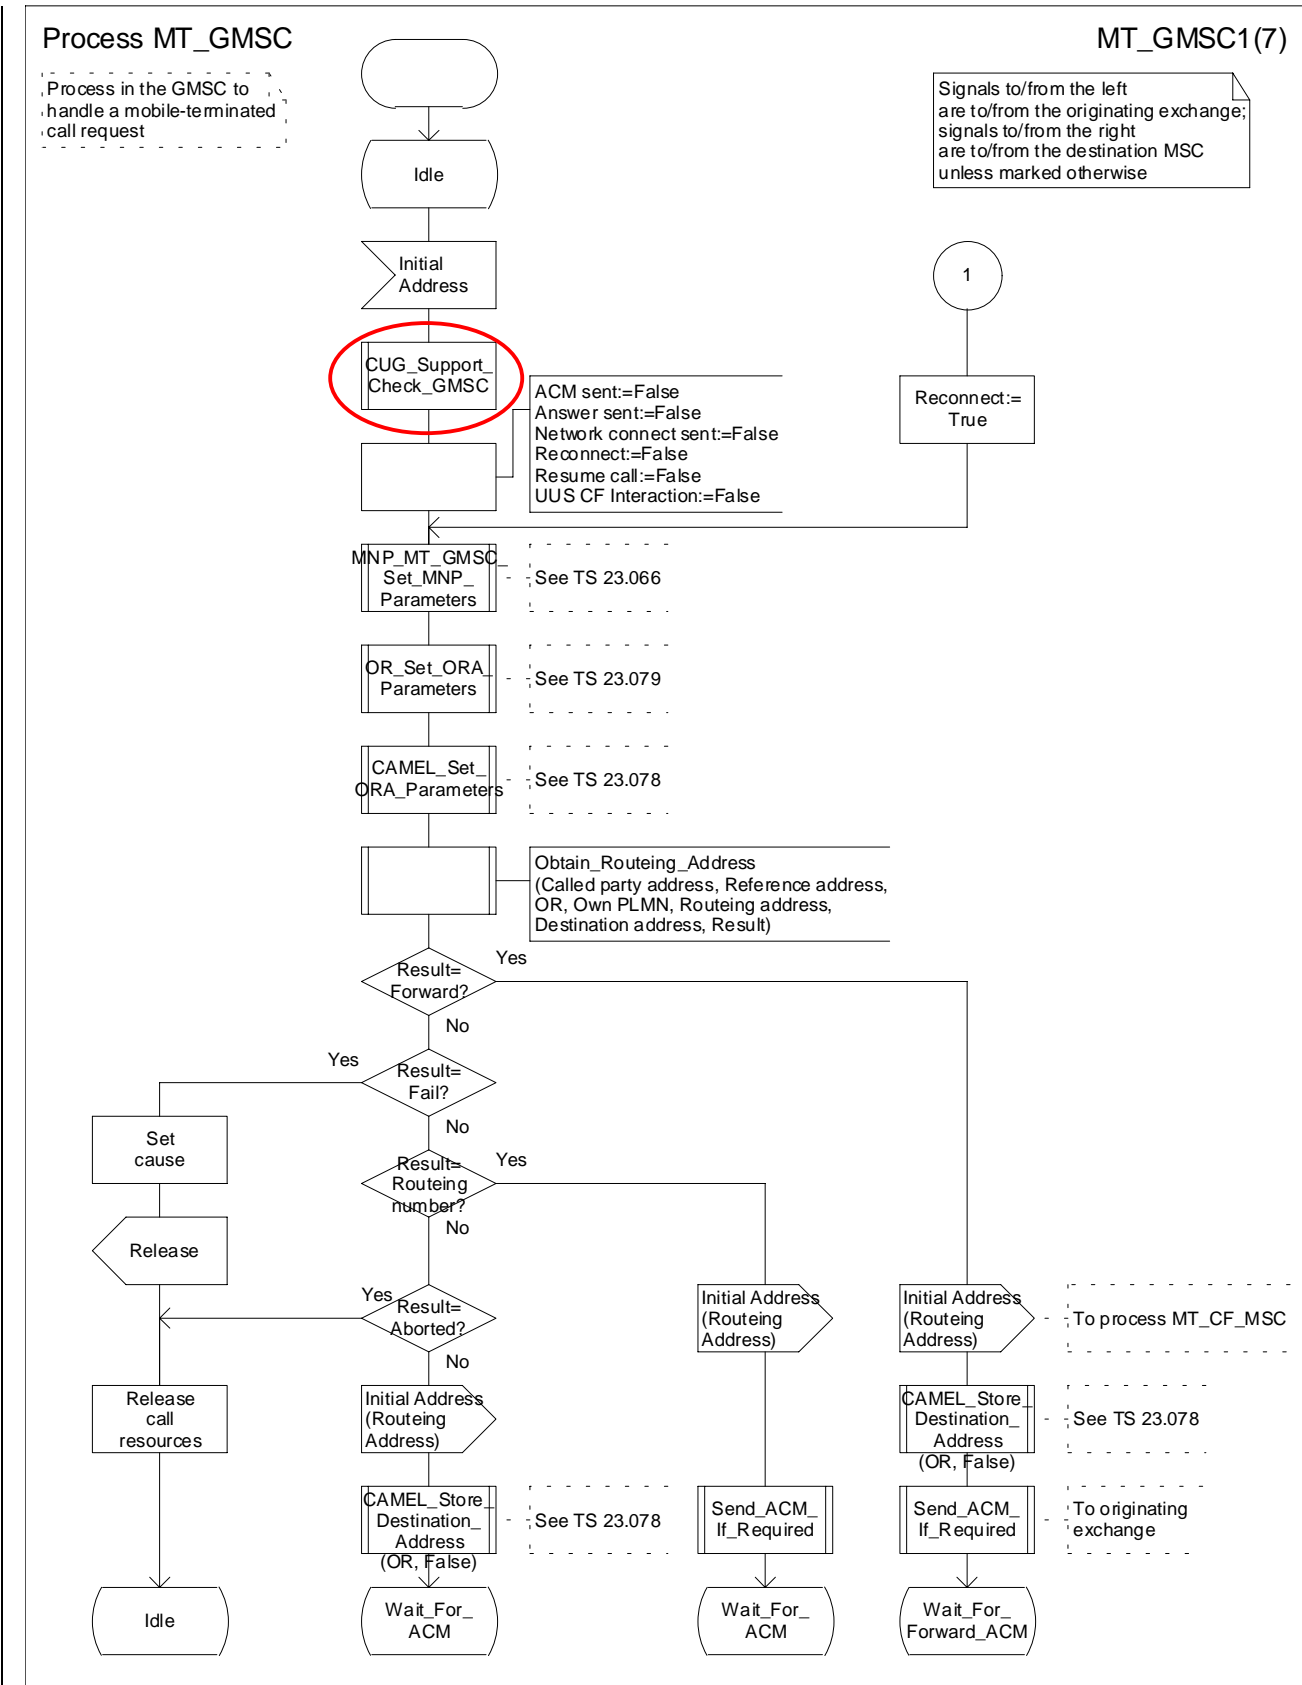 Process MT_GMSC
MT_GMSC1(7)
Process in the GMSC to
handle a mobile-terminated
call request
Signals to/from the left
are to/from the originating exchange;
signals to/from the right
are to/from the destination MSC
unless marked otherwise
Idle
Initial
Address
1
CUG_Support_
Check_GMSC
ACM sent:=False
Answer sent:=False
Network connect sent:=False
Reconnect:=False
Resume call:=False
UUS CF Interaction:=False
Reconnect:=
True
MNP_MT_GMSC_
Set_MNP_
Parameters
See TS 23.066
OR_Set_ORA_
Parameters
See TS 23.079
CAMEL_Set_
ORA_Parameters
See TS 23.078
Obtain_Routeing_Address
(Called party address, Reference address,
OR, Own PLMN, Routeing address,
Destination address, Result)
Result=
Forward?
Yes
No
Result=
Fail?
Yes
No
Set
cause
Result=
Routeing
number?
Yes
No
Release
Result=
Aborted?
Yes
No
Initial Address
(Routeing
Address)
Initial Address
(Routeing
Address)
To process MT_CF_MSC
Release
call
resources
Initial Address
(Routeing
Address)
CAMEL_Store_
Destination_
Address
(OR, False)
See TS 23.078
CAMEL_Store_
Destination_
Address
(OR, False)
See TS 23.078
Send_ACM_
If_Required
Send_ACM_
If_Required
To originating
exchange
Idle
Wait_For_
ACM
Wait_For_
ACM
Wait_For_
Forward_ACM